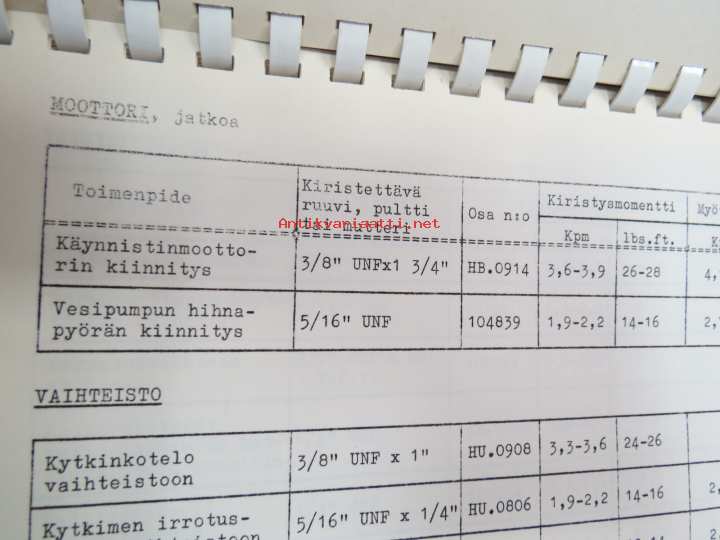 MOOTTORI, jatkoa
Toimenpide
Kiristettävä
ruuvi, pultti
tai mutteri
Osa n:o
Kiristysmomentti
Kpm
lbs.ft.
Antikvariaatti.net
Käynnistinmootto-
rin kiinnitys
3/8" UNFx1 3/4"
HB.0914
3,6-3,9
26-28
Vesipumpun hihna-
pyörän kiinnitys
5/16" UNF
104839
1,9-2,2
14-16
VAIHTEISTO
Kytkinkotelo
vaihteistoon
3/8" UNF x 1"
HU.0908
3,3-3,6
24-26
Kytkimen irrotus-
5/16" UNF x 1/4"
HU.0806
1,9-2,2
14-16